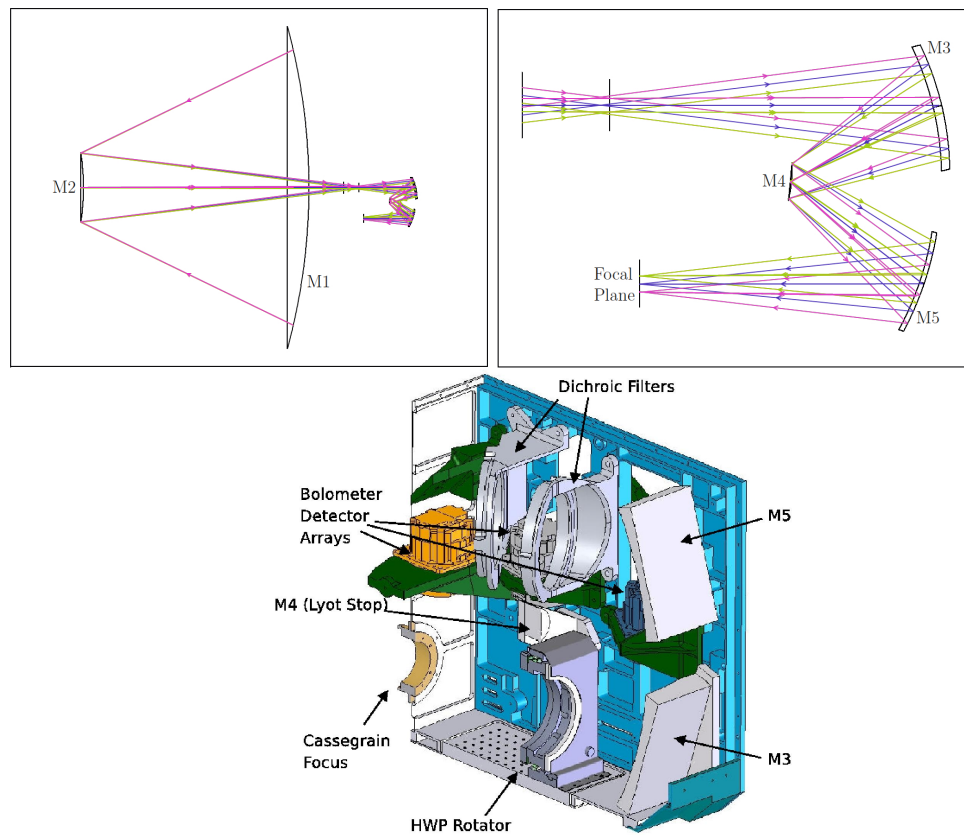 M2
M1
M3
M4
Focal
Plane
M5
Dichroic Filters
Bolometer
Detector
Arrays
M5
M4 (Lyot Stop)
Cassegrain
Focus
M3
HWP Rotator